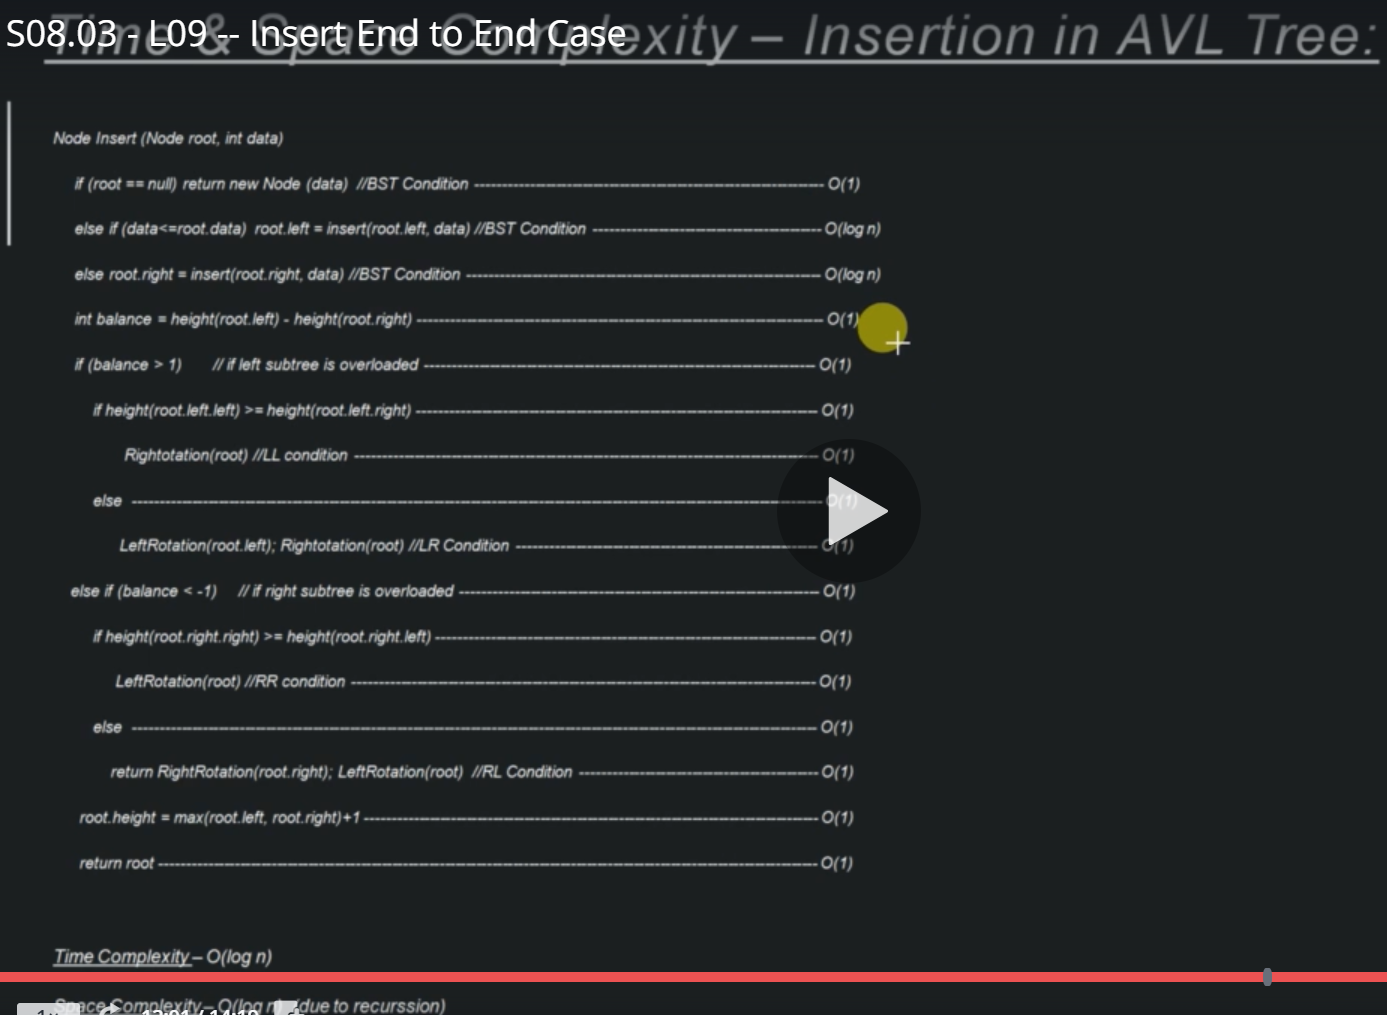 S08.03 - L09 -- Insert End to End Case
Time & Space Complexity – Insertion in AVL Tree:
Node Insert (Node root, int data)
if (root == null) return new Node (data) //BST Condition ---- O(1)
else if (data<=root.data) root.left = insert(root.left, data) //BST Condition ---- O(log n)
else root.right = insert(root.right, data) //BST Condition ---- O(log n)
int balance = height(root.left) - height(root.right) ---- O(1)
if (balance > 1) // if left subtree is overloaded ---- O(1)
if height(root.left.left) >= height(root.left.right) ---- O(1)
Rightotation(root) //LL condition ---- O(1)
else ---- O(1)
LeftRotation(root.left); Rightotation(root) //LR Condition ---- O(1)
else if (balance < -1) // if right subtree is overloaded ---- O(1)
if height(root.right.right) >= height(root.right.left) ---- O(1)
LeftRotation(root) //RR condition ---- O(1)
else ---- O(1)
return RightRotation(root.right); LeftRotation(root) //RL Condition ---- O(1)
root.height = max(root.left, root.right)+1 ---- O(1)
return root ---- O(1)
Time Complexity – O(log n)
Space Complexity – O(log n) (due to recurssion)